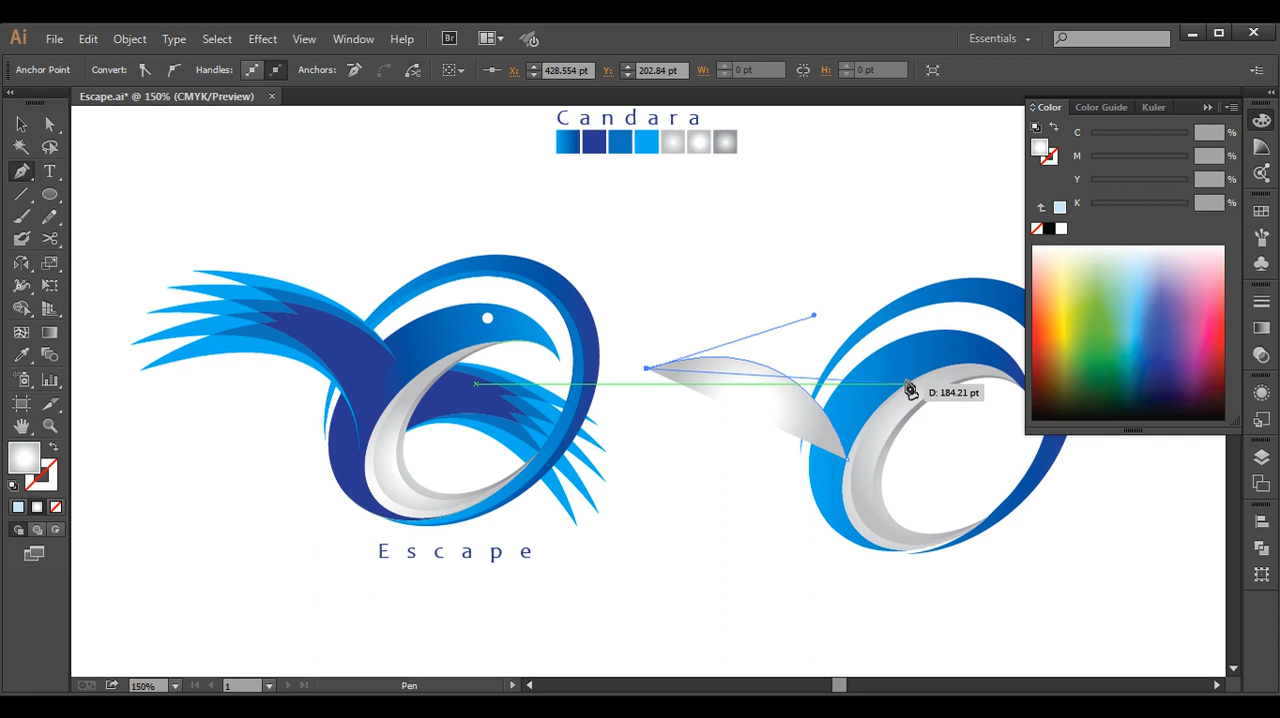 Ai File Edit Object Type Select Effect View Window Help Br Essentials
Anchor Point Convert: Handles: Anchors: X: 428.554 pt Y: 202.84 pt W: 0 pt H: 0 pt
Escape.ai* @ 150% (CMYK/Preview) ×
Candara
Color Color Guide Kuler
C %
M %
Y %
K %
D: 184.21 pt
Escape
150% 1 Pen